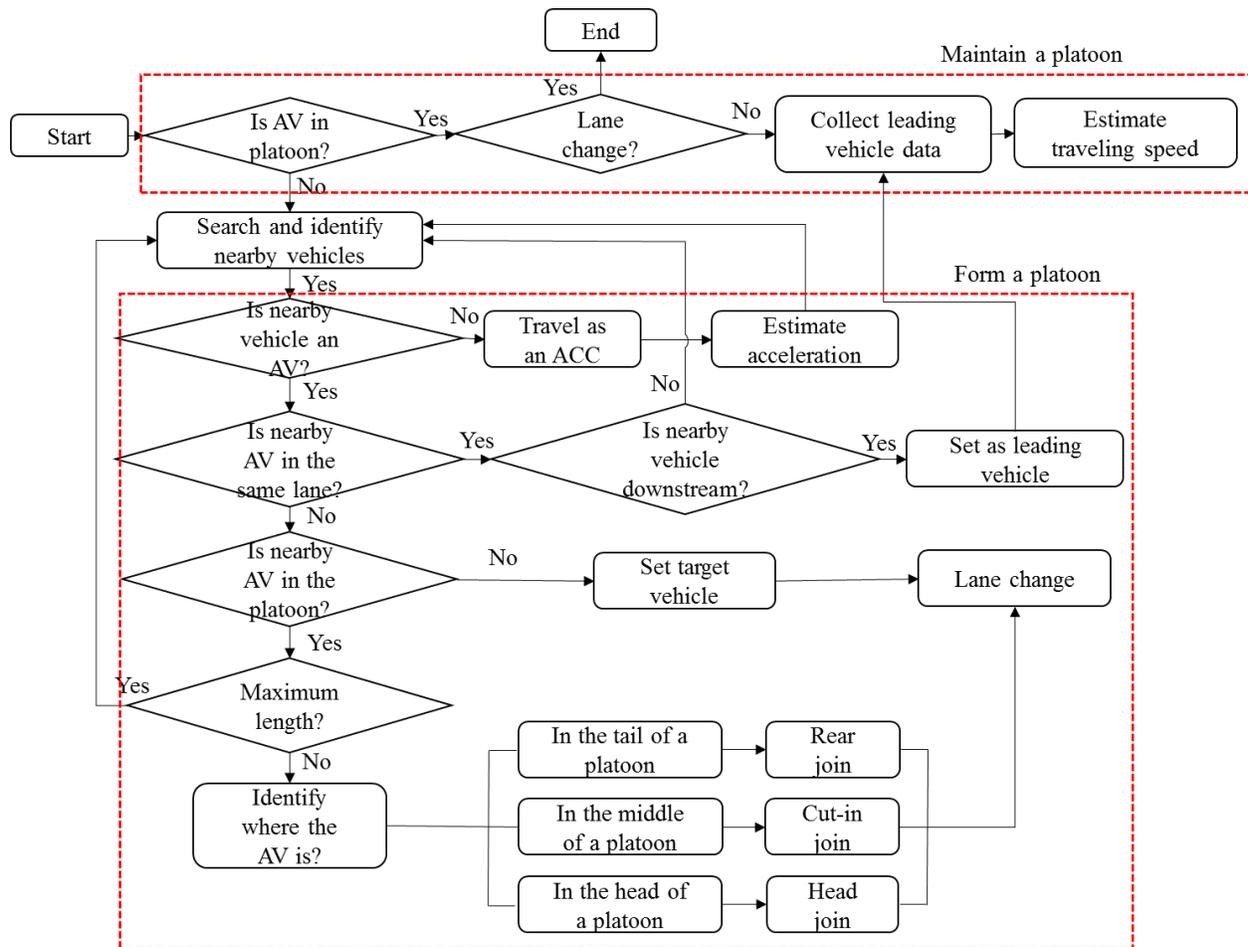 End
Maintain a platoon
Start
Is AV in
platoon?
Yes
Yes
Lane
change?
No
Collect leading
vehicle data
Estimate
traveling speed
No
Search and identify
nearby vehicles
Yes
Form a platoon
Is nearby
vehicle an
AV?
No
Travel as
an ACC
Estimate
acceleration
Yes
No
Is nearby
AV in the
same lane?
Yes
Is nearby
vehicle
downstream?
Yes
Set as leading
vehicle
No
Is nearby
AV in the
platoon?
No
Set target
vehicle
Lane change
Yes
Yes
Maximum
length?
No
Identify
where the
AV is?
In the tail of a
platoon
Rear
join
In the middle
of a platoon
Cut-in
join
In the head of
a platoon
Head
join